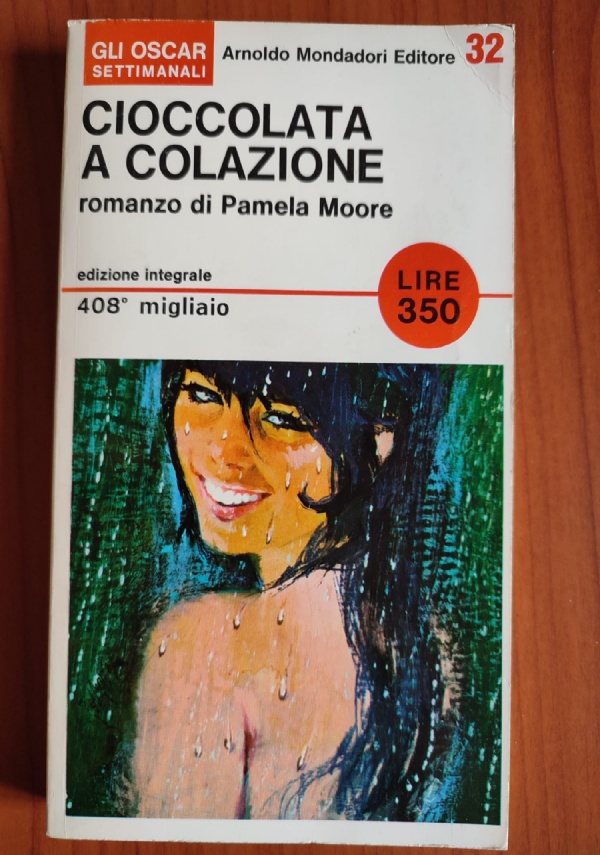 GLI OSCAR
SETTIMANALI
Arnoldo Mondadori Editore
32
CIOCCOLATA
A COLAZIONE
romanzo di Pamela Moore
edizione integrale
408° migliaio
LIRE
350